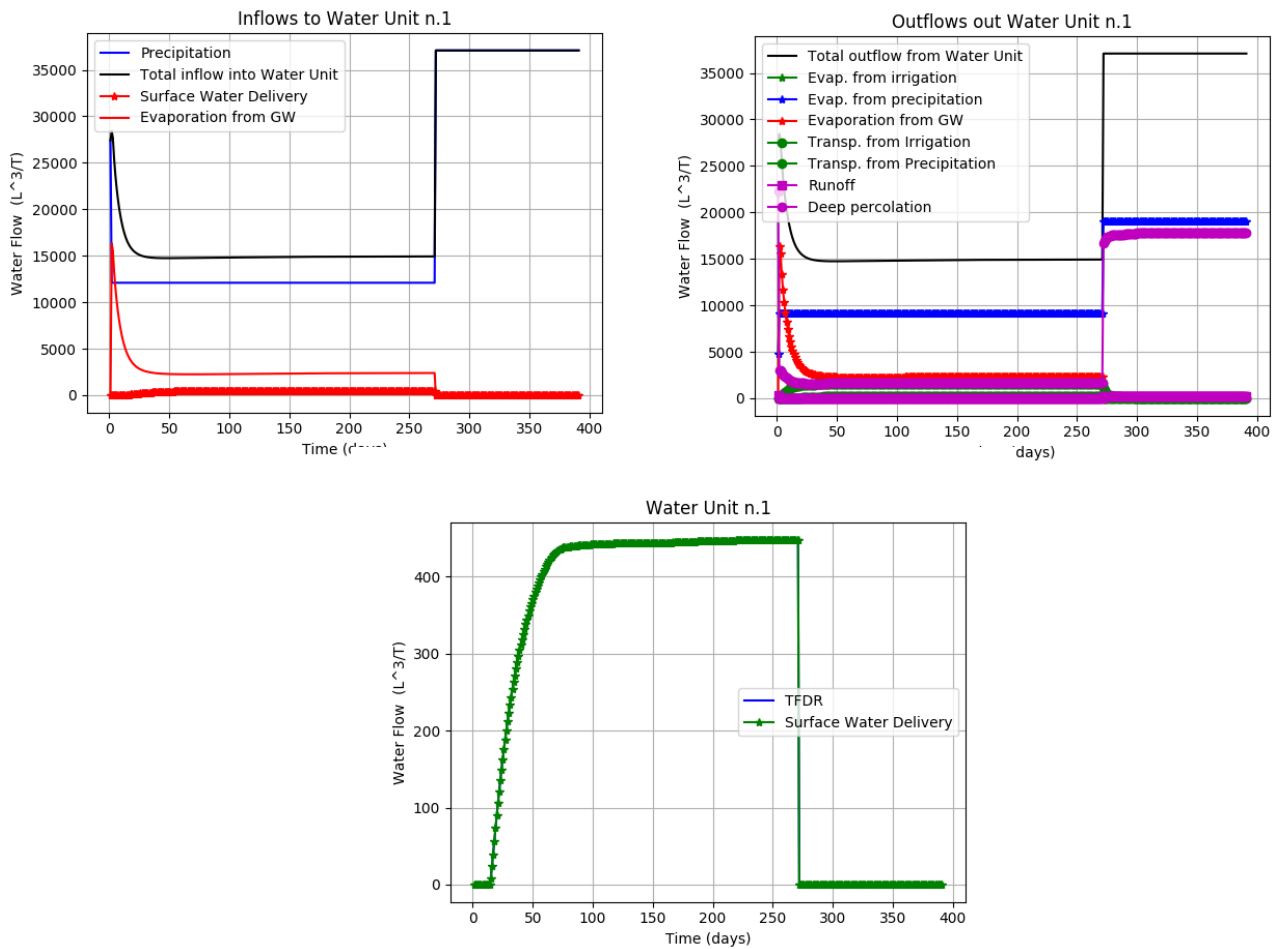 Inflows to Water Unit n.1
Precipitation
Total inflow into Water Unit
Surface Water Delivery
Evaporation from GW
Water Flow (L^3/T)
35000
30000
25000
20000
15000
10000
5000
0
0 50 100 150 200 250 300 350 400
Time (days)
Outflows out Water Unit n.1
Total outflow from Water Unit
Evap. from irrigation
Evap. from precipitation
Evaporation from GW
Transp. from Irrigation
Transp. from Precipitation
Runoff
Deep percolation
Water Flow (L^3/T)
35000
30000
25000
20000
15000
10000
5000
0
0 50 100 150 200 250 300 350 400
days)
Water Unit n.1
TFDR
Surface Water Delivery
Water Flow (L^3/T)
400
300
200
100
0
0 50 100 150 200 250 300 350 400
Time (days)